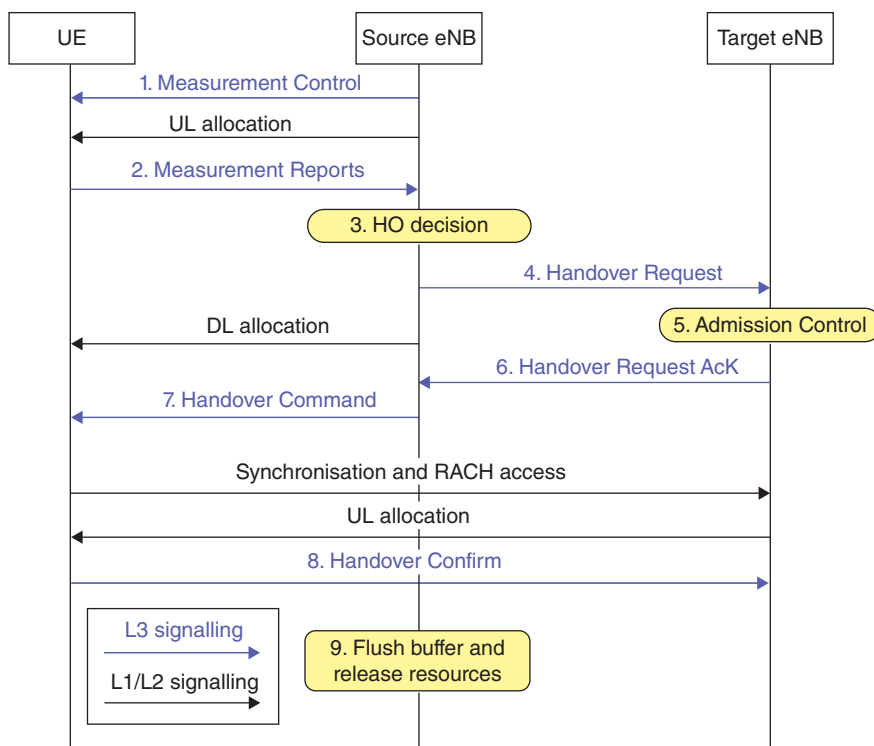 UE
Source eNB
Target eNB
1. Measurement Control
UL allocation
2. Measurement Reports
3. HO decision
4. Handover Request
DL allocation
5. Admission Control
6. Handover Request AcK
7. Handover Command
Synchronisation and RACH access
UL allocation
8. Handover Confirm
L3 signalling
L1/L2 signalling
9. Flush buffer and
release resources